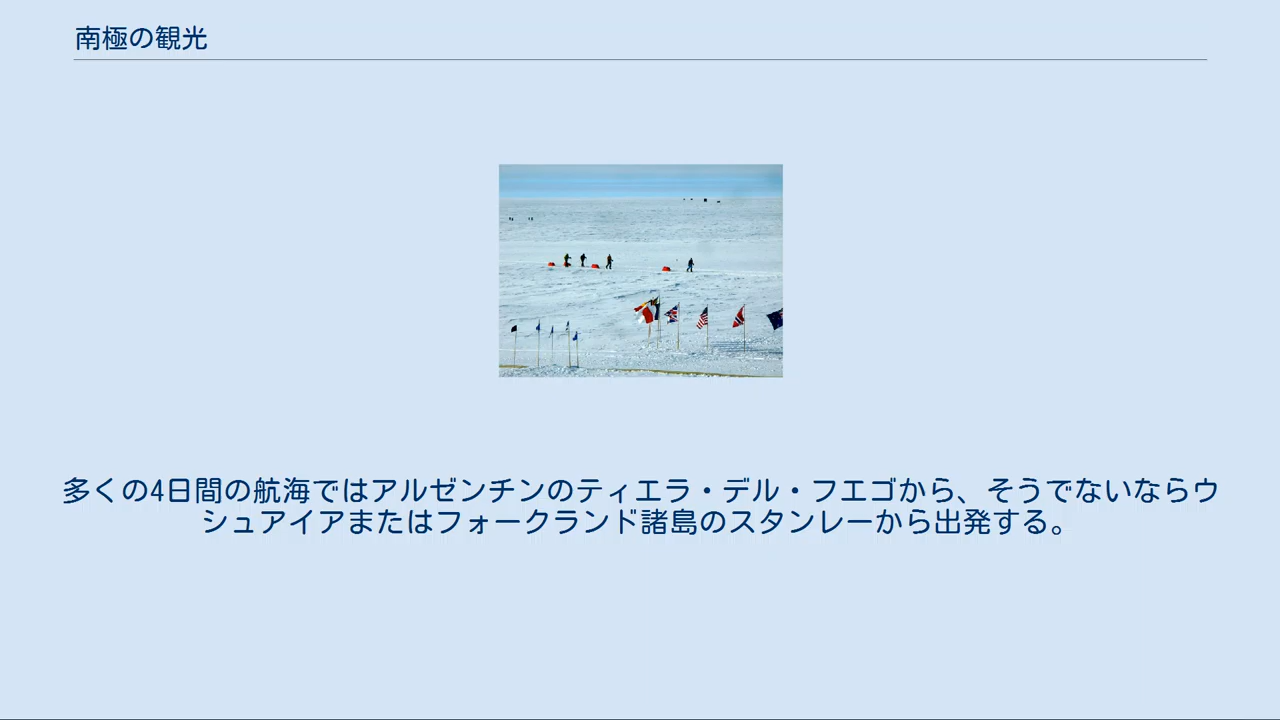 南極の観光
多くの4日間の航海ではアルゼンチンのティエラ・デル・フエゴから、そうでないならウ
シュアイアまたはフォークランド諸島のスタンレーから出発する。